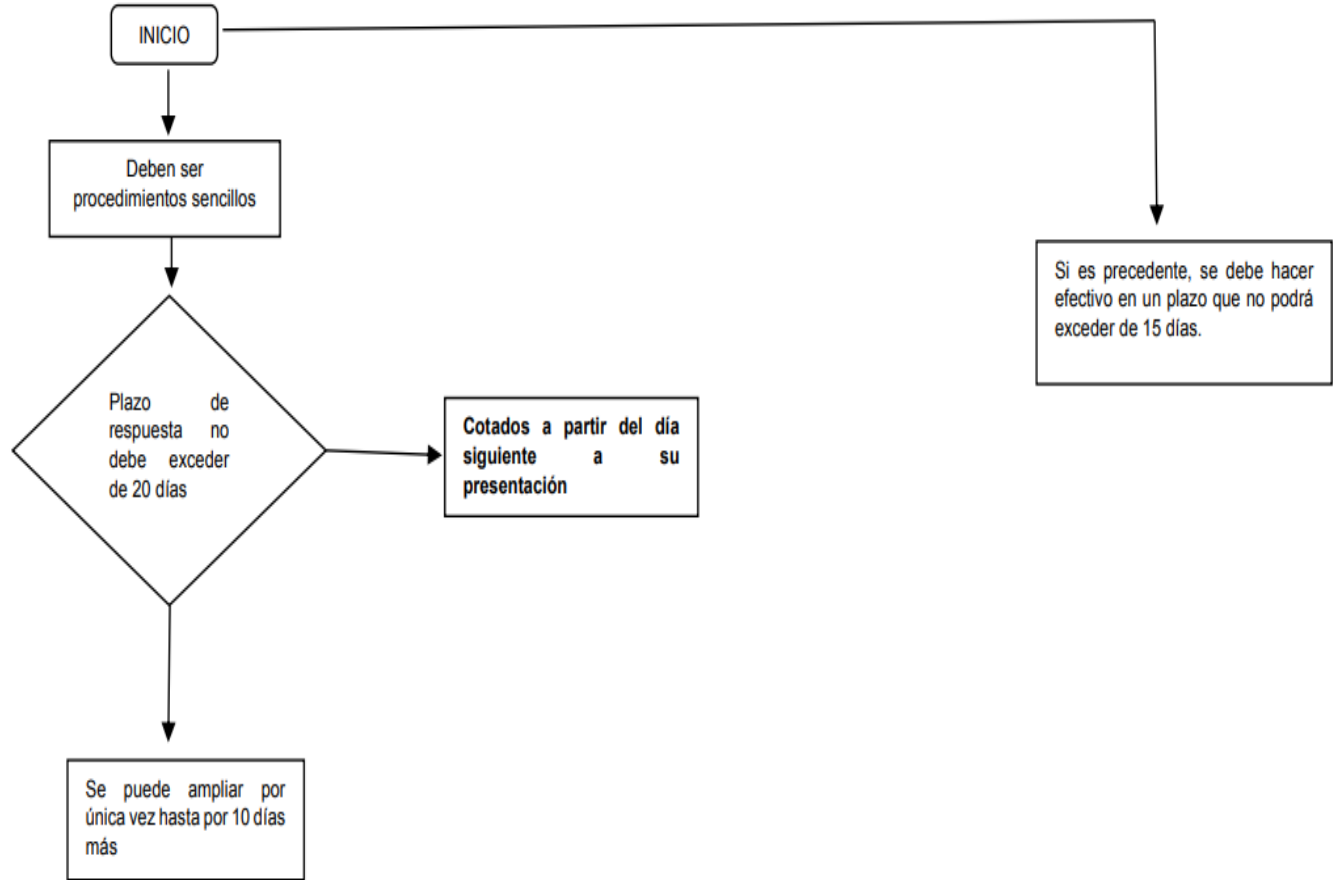 INICIO
Deben ser
procedimientos sencillos
Si es precedente, se debe hacer
efectivo en un plazo que no podrá
exceder de 15 días.
Plazo de
respuesta no
debe exceder
de 20 días
Cotados a partir del día
siguiente a su
presentación
Se puede ampliar por
única vez hasta por 10 días
más